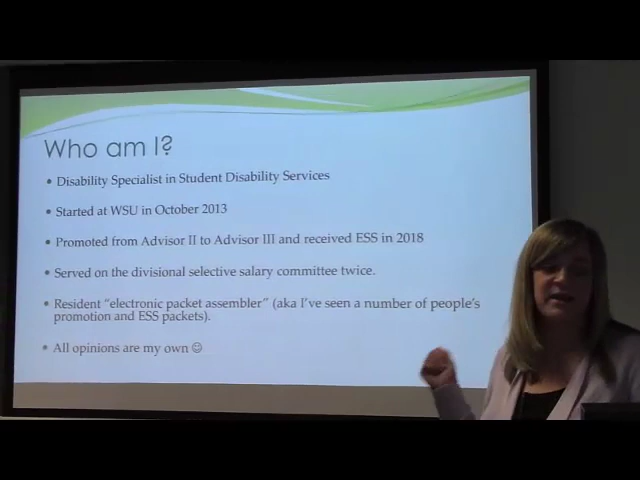 Who am I?
• Disability Specialist in Student Disability Services
• Started at WSU in October 2013
• Promoted from Advisor II to Advisor III and received ESS in 2018
• Served on the divisional selective salary committee twice.
• Resident “electronic packet assembler” (aka I’ve seen a number of people’s
promotion and ESS packets).
• All opinions are my own ☺